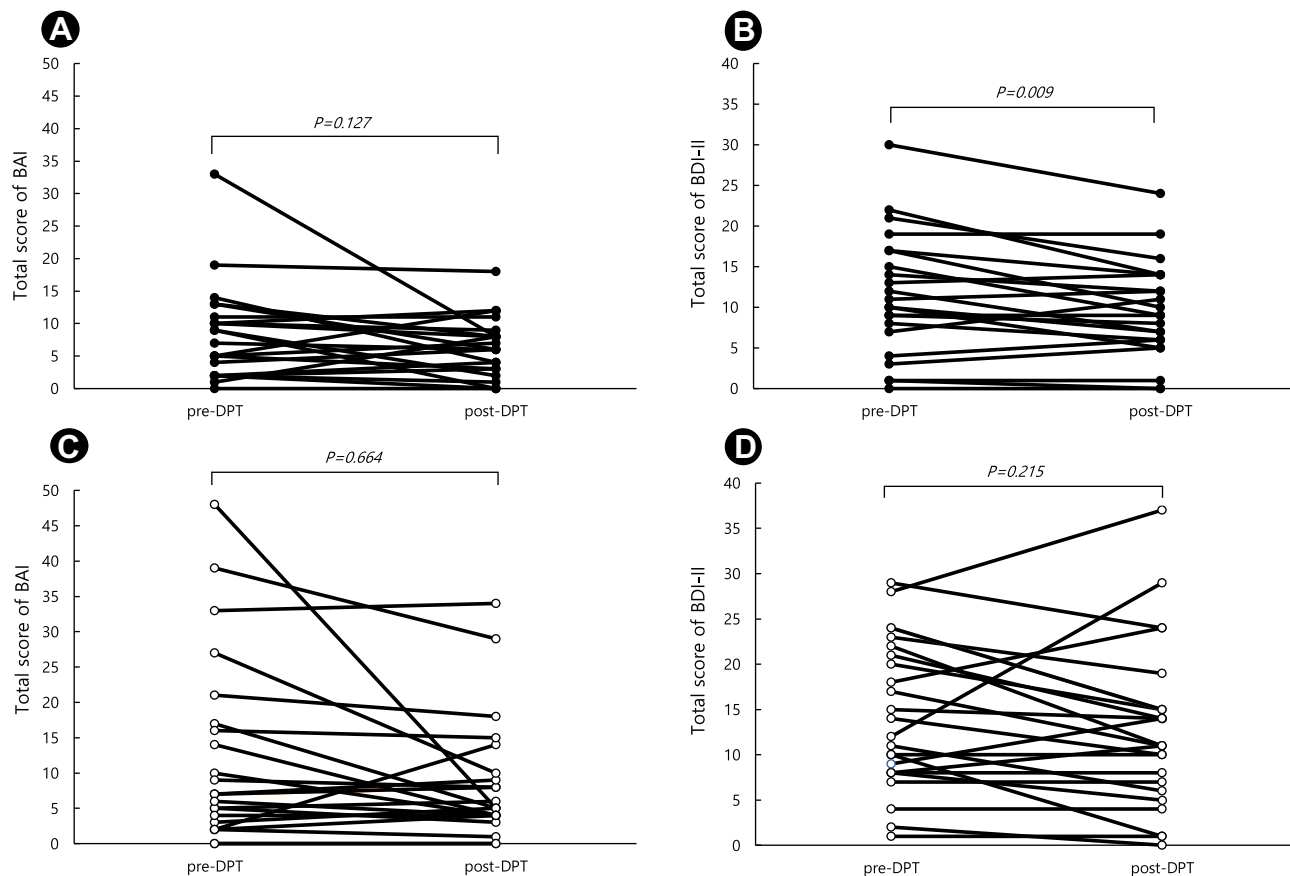 A
Total score of BAI
50
45
40
35
30
25
20
15
10
5
0
P=0.127
pre-DPT
post-DPT
B
Total score of BDI-II
40
35
30
25
20
15
10
5
0
P=0.009
pre-DPT
post-DPT
C
Total score of BAI
50
45
40
35
30
25
20
15
10
5
0
P=0.664
pre-DPT
post-DPT
D
Total score of BDI-II
40
35
30
25
20
15
10
5
0
P=0.215
pre-DPT
post-DPT